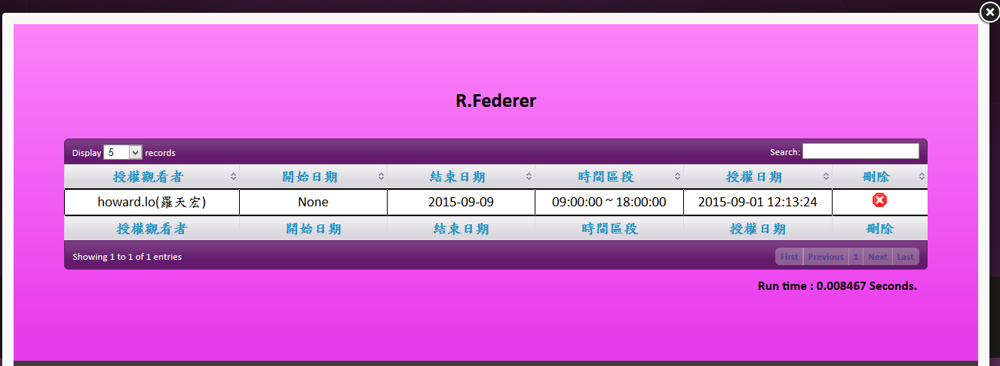 R.Federer
Display 5 records Search:
授權觀看者 開始日期 結束日期 時間區段 授權日期 刪除
howard.lo(羅天宏) None 2015-09-09 09:00:00 ~ 18:00:00 2015-09-01 12:13:24
授權觀看者 開始日期 結束日期 時間區段 授權日期 刪除
Showing 1 to 1 of 1 entries First Previous 1 Next Last
Run time : 0.008467 Seconds.